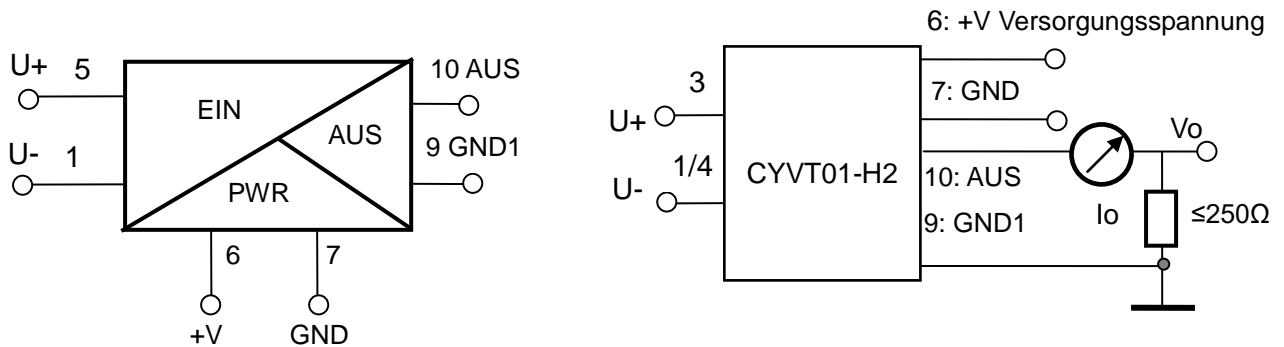 U+ 5
EIN
10 AUS
AUS
U- 1
9 GND1
PWR
6
7
+V
GND
6: +V Versorgungsspannung
3
7: GND
U+
Vo
1/4
CYVT01-H2
10: AUS
U-
Io
≤250Ω
9: GND1